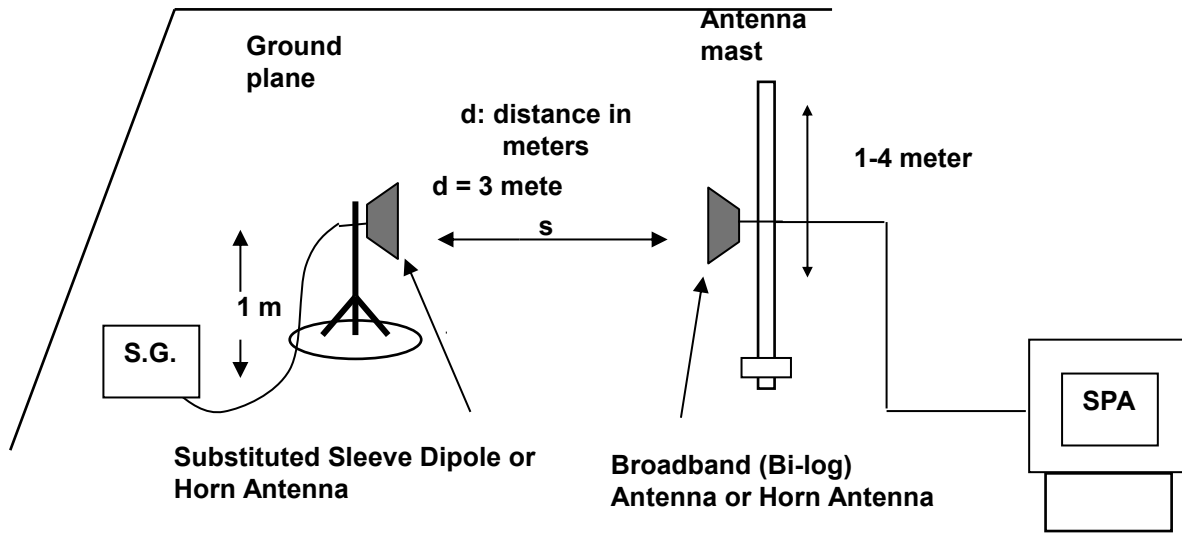 Antenna
mast
Ground
plane
d: distance in
meters
1-4 meter
d = 3 mete
s
1 m
S.G.
SPA
Substituted Sleeve Dipole or
Horn Antenna
Broadband (Bi-log)
Antenna or Horn Antenna